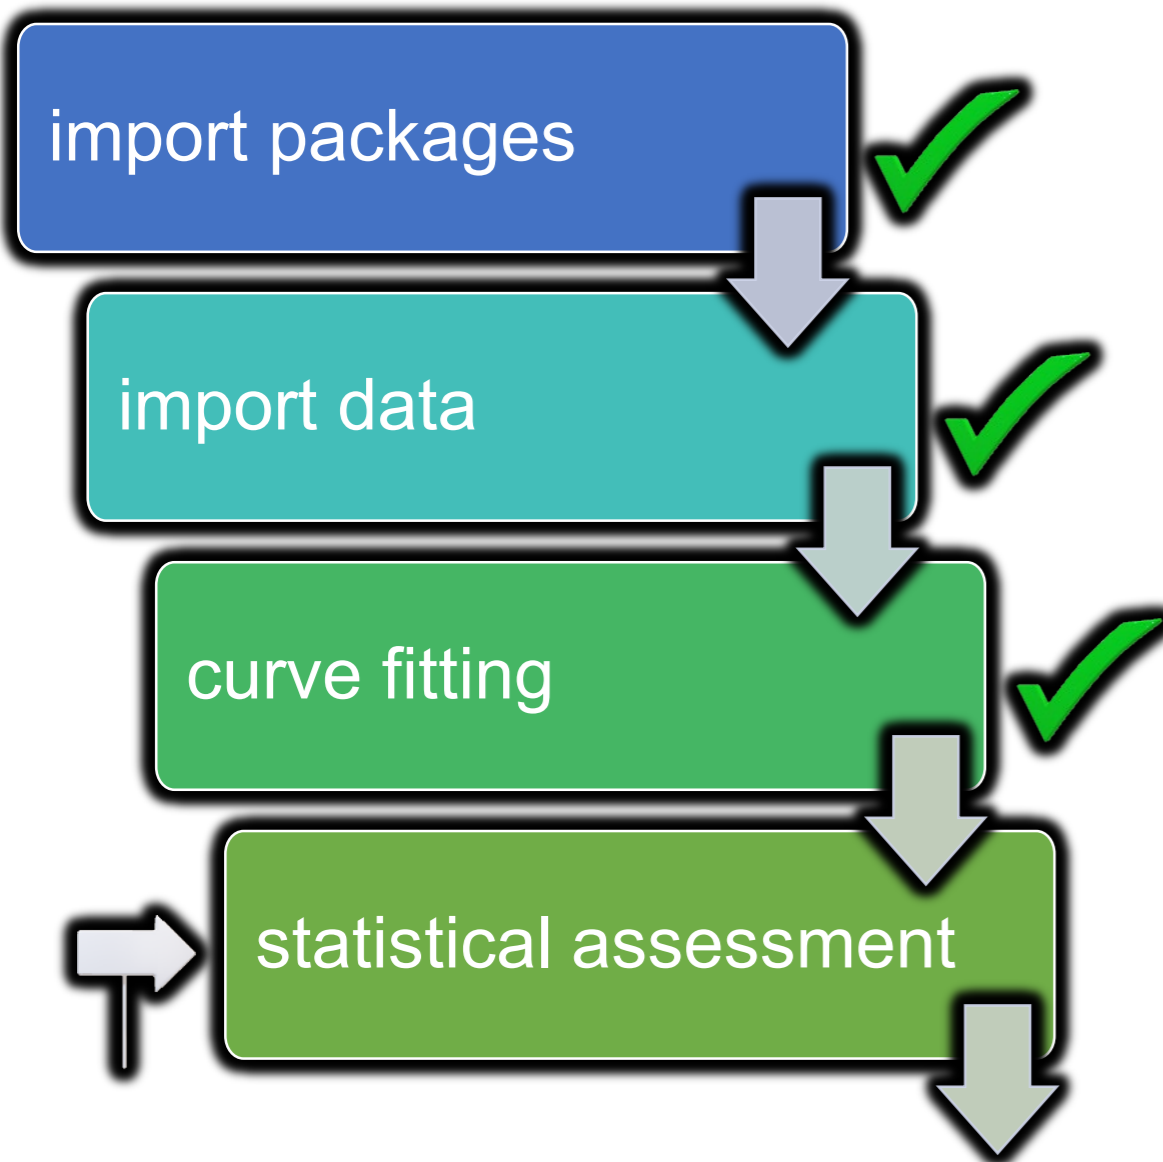 import packages
import data
curve fitting
statistical assessment